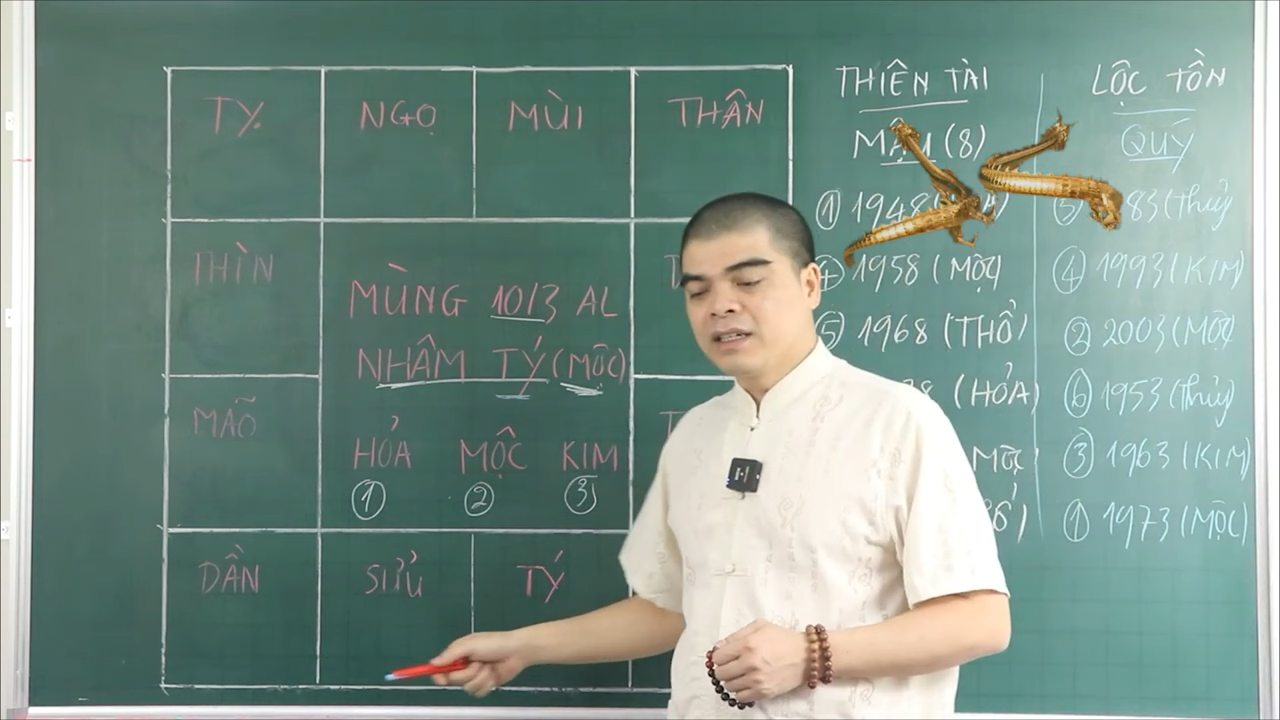 TỴ NGỌ MÙI THÂN
THÌN
MÃO
DẦN SỬU TÝ
MÙNG 10/3 AL
NHÂM TÝ (MỘC)
HỎA MỘC KIM
① ② ③
THIÊN TÀI
MẬU (8)
① 1948
④ 1958 (MỘC)
⑤ 1968 (THỔ)
(HỎA)
MỘC
LỘC TỒN
QUÝ
⑤ 83 (Thủy)
④ 1993 (KIM)
② 2003 (MỘC)
⑥ 1953 (Thủy)
③ 1963 (KIM)
① 1973 (MỘC)